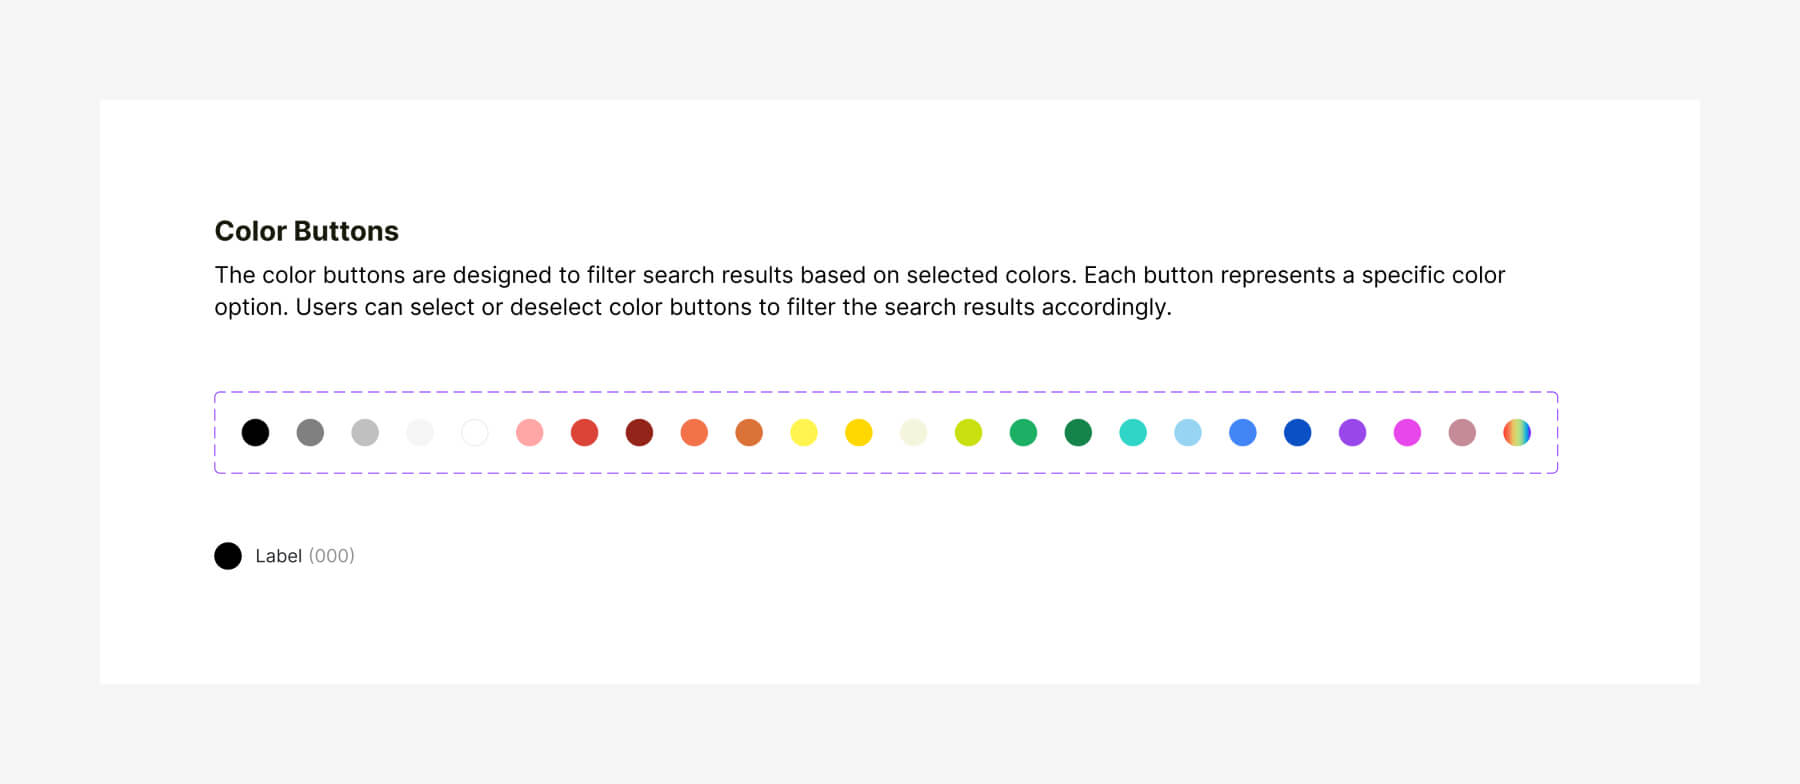 Color Buttons
The color buttons are designed to filter search results based on selected colors. Each button represents a specific color
option. Users can select or deselect color buttons to filter the search results accordingly.
Label (000)